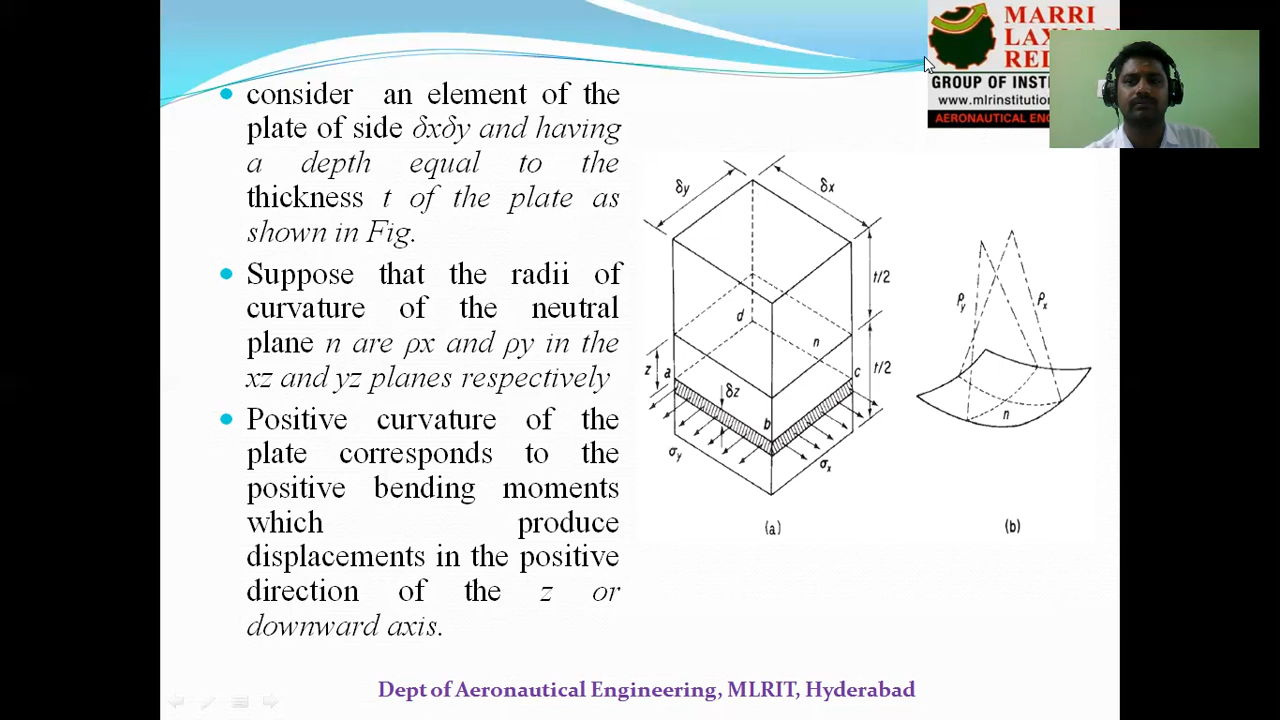 MARRI
LAXMAN
RED
GROUP OF INST
www.mlrinstitution
AERONAUTICAL EN
consider an element of the
plate of side δxδy and having
a depth equal to the
thickness t of the plate as
shown in Fig.
Suppose that the radii of
curvature of the neutral
plane n are ρx and ρy in the
xz and yz planes respectively
Positive curvature of the
plate corresponds to the
positive bending moments
which produce
displacements in the positive
direction of the z or
downward axis.
δy
δx
t/2
d
n
z
a
c
t/2
δz
b
σy
σx
(a)
ρy
ρx
n
(b)
Dept of Aeronautical Engineering, MLRIT, Hyderabad